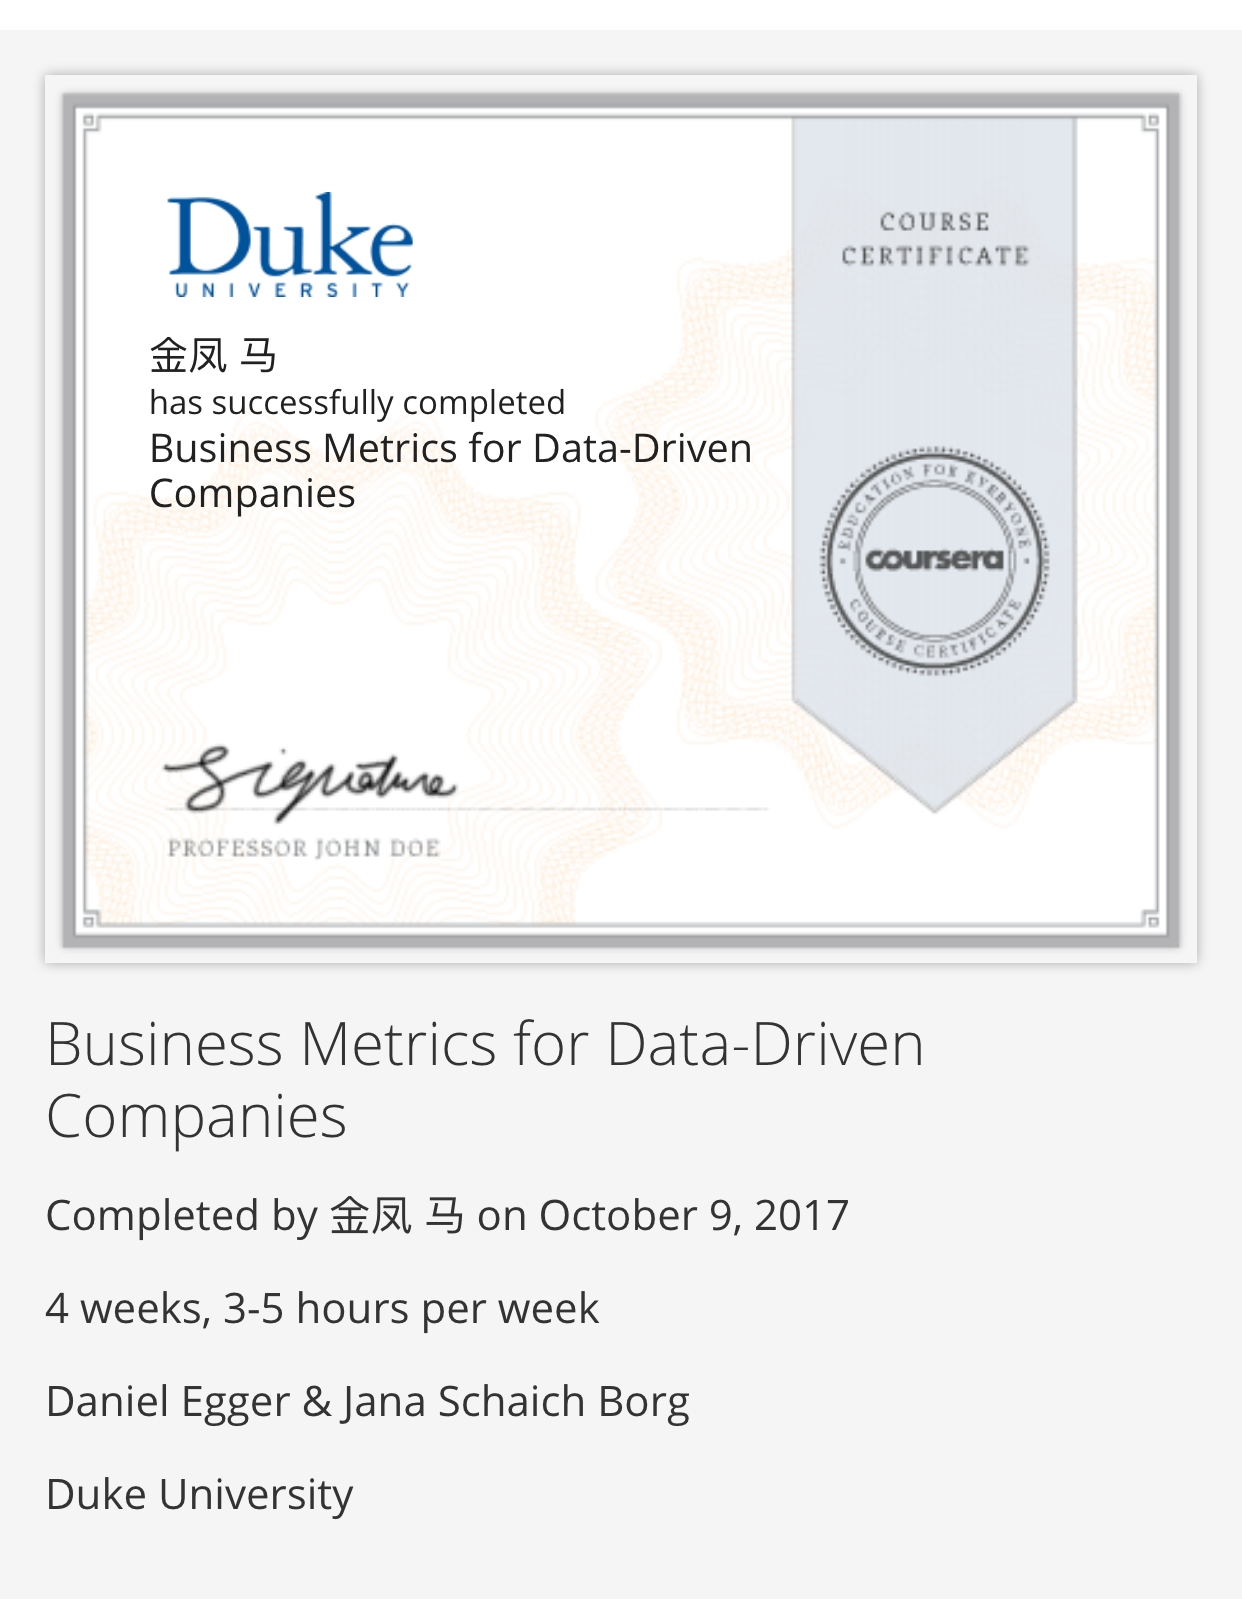 Duke
UNIVERSITY
COURSE
CERTIFICATE
金凤 马
has successfully completed
Business Metrics for Data-Driven
Companies
EDUCATION FOR EVERYONE
coursera
COURSE CERTIFICATE
Signature
PROFESSOR JOHN DOE
Business Metrics for Data-Driven
Companies
Completed by 金凤 马 on October 9, 2017
4 weeks, 3-5 hours per week
Daniel Egger & Jana Schaich Borg
Duke University